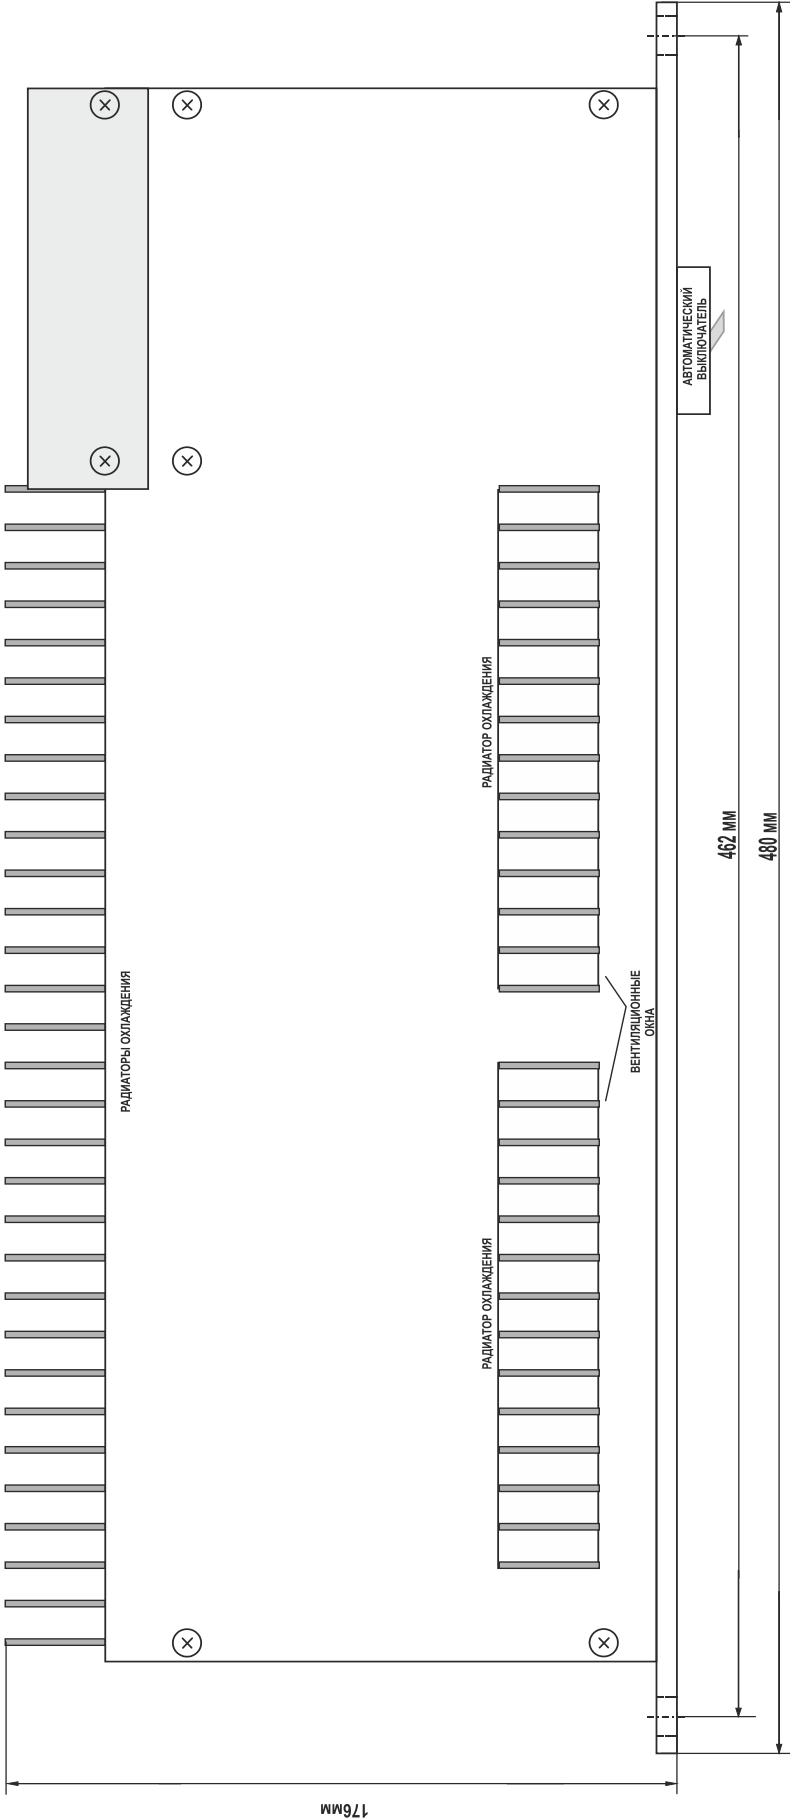 АВТОМАТИЧЕСКИЙ
ВЫКЛЮЧАТЕЛЬ
РАДИАТОР ОХЛАЖДЕНИЯ
462 мм
480 мм
РАДИАТОРЫ ОХЛАЖДЕНИЯ
ВЕНТИЛЯЦИОННЫЕ
ОКНА
РАДИАТОР ОХЛАЖДЕНИЯ
176мм